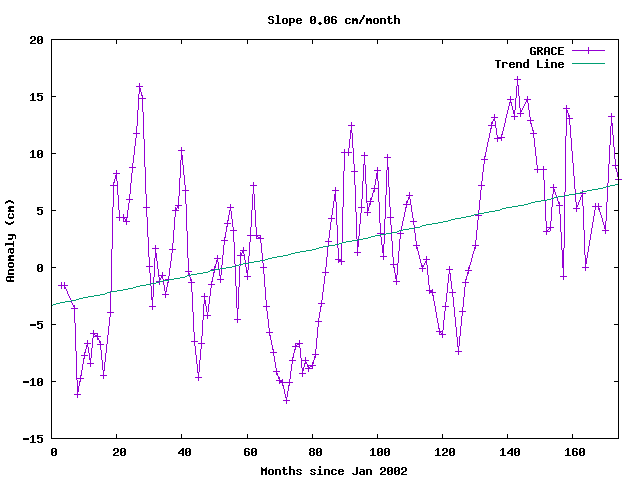 Slope 0.06 cm/month
GRACE
Trend Line
20
15
10
5
0
-5
-10
-15
Anomaly (cm)
0 20 40 60 80 100 120 140 160
Months since Jan 2002